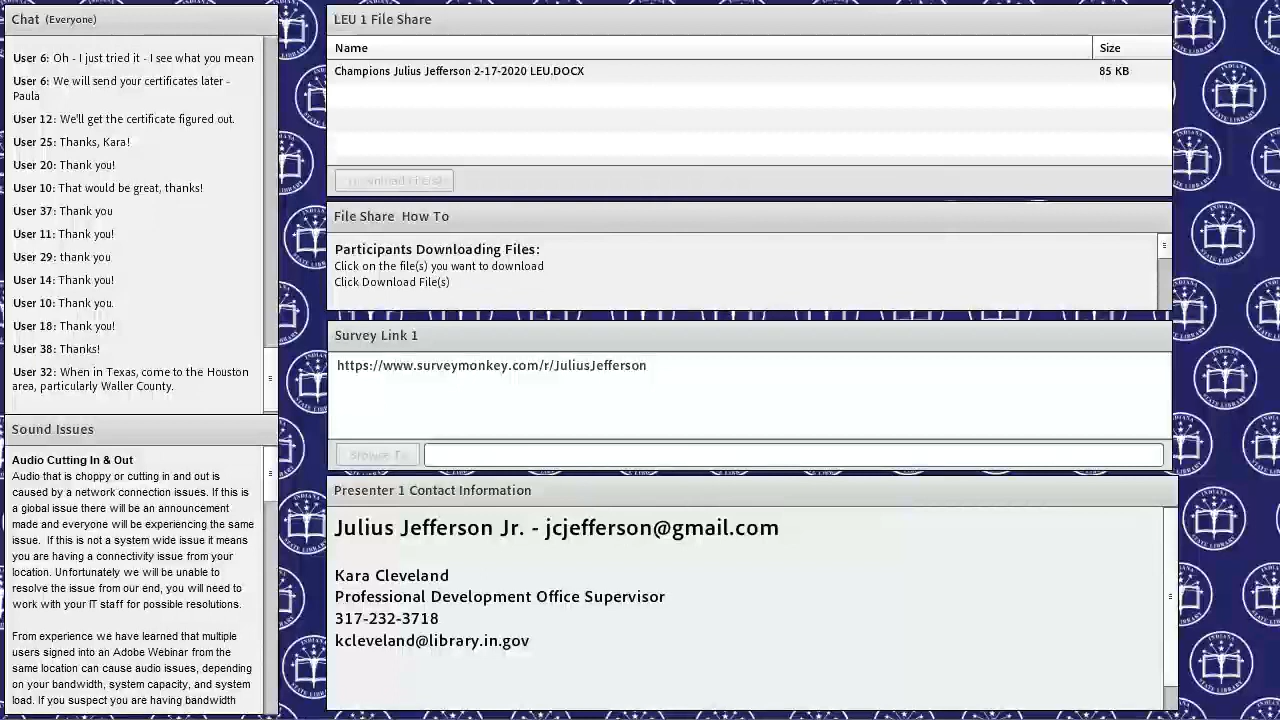 Chat (Everyone)
User 6: Oh - I just tried it - I see what you mean
User 6: We will send your certificates later -
Paula
User 12: We'll get the certificate figured out.
User 25: Thanks, Kara!
User 20: Thank you!
User 10: That would be great, thanks!
User 37: Thank you
User 11: Thank you!
User 29: thank you
User 14: Thank you!
User 10: Thank you.
User 18: Thank you!
User 38: Thanks!
User 32: When in Texas, come to the Houston
area, particularly Waller County.
Sound Issues
Audio Cutting In & Out
Audio that is choppy or cutting in and out is
caused by a network connection issues. If this is
a global issue there will be an announcement
made and everyone will be experiencing the same
issue. If this is not a system wide issue it means
you are having a connectivity issue from your
location. Unfortunately we will be unable to
resolve the issue from our end, you will need to
work with your IT staff for possible resolutions.
From experience we have learned that multiple
users signed into an Adobe Webinar from the
same location can cause audio issues, depending
on your bandwidth, system capacity, and system
load. If you suspect you are having bandwidth
LEU 1 File Share
Name Size
Champions Julius Jefferson 2-17-2020 LEU.DOCX 85 KB
Download File(s)
File Share How To
Participants Downloading Files:
Click on the file(s) you want to download
Click Download File(s)
Survey Link 1
https://www.surveymonkey.com/r/JuliusJefferson
Browse To
Presenter 1 Contact Information
Julius Jefferson Jr. - jcjefferson@gmail.com
Kara Cleveland
Professional Development Office Supervisor
317-232-3718
kcleveland@library.in.gov
INDIANA
STATE LIBRARY